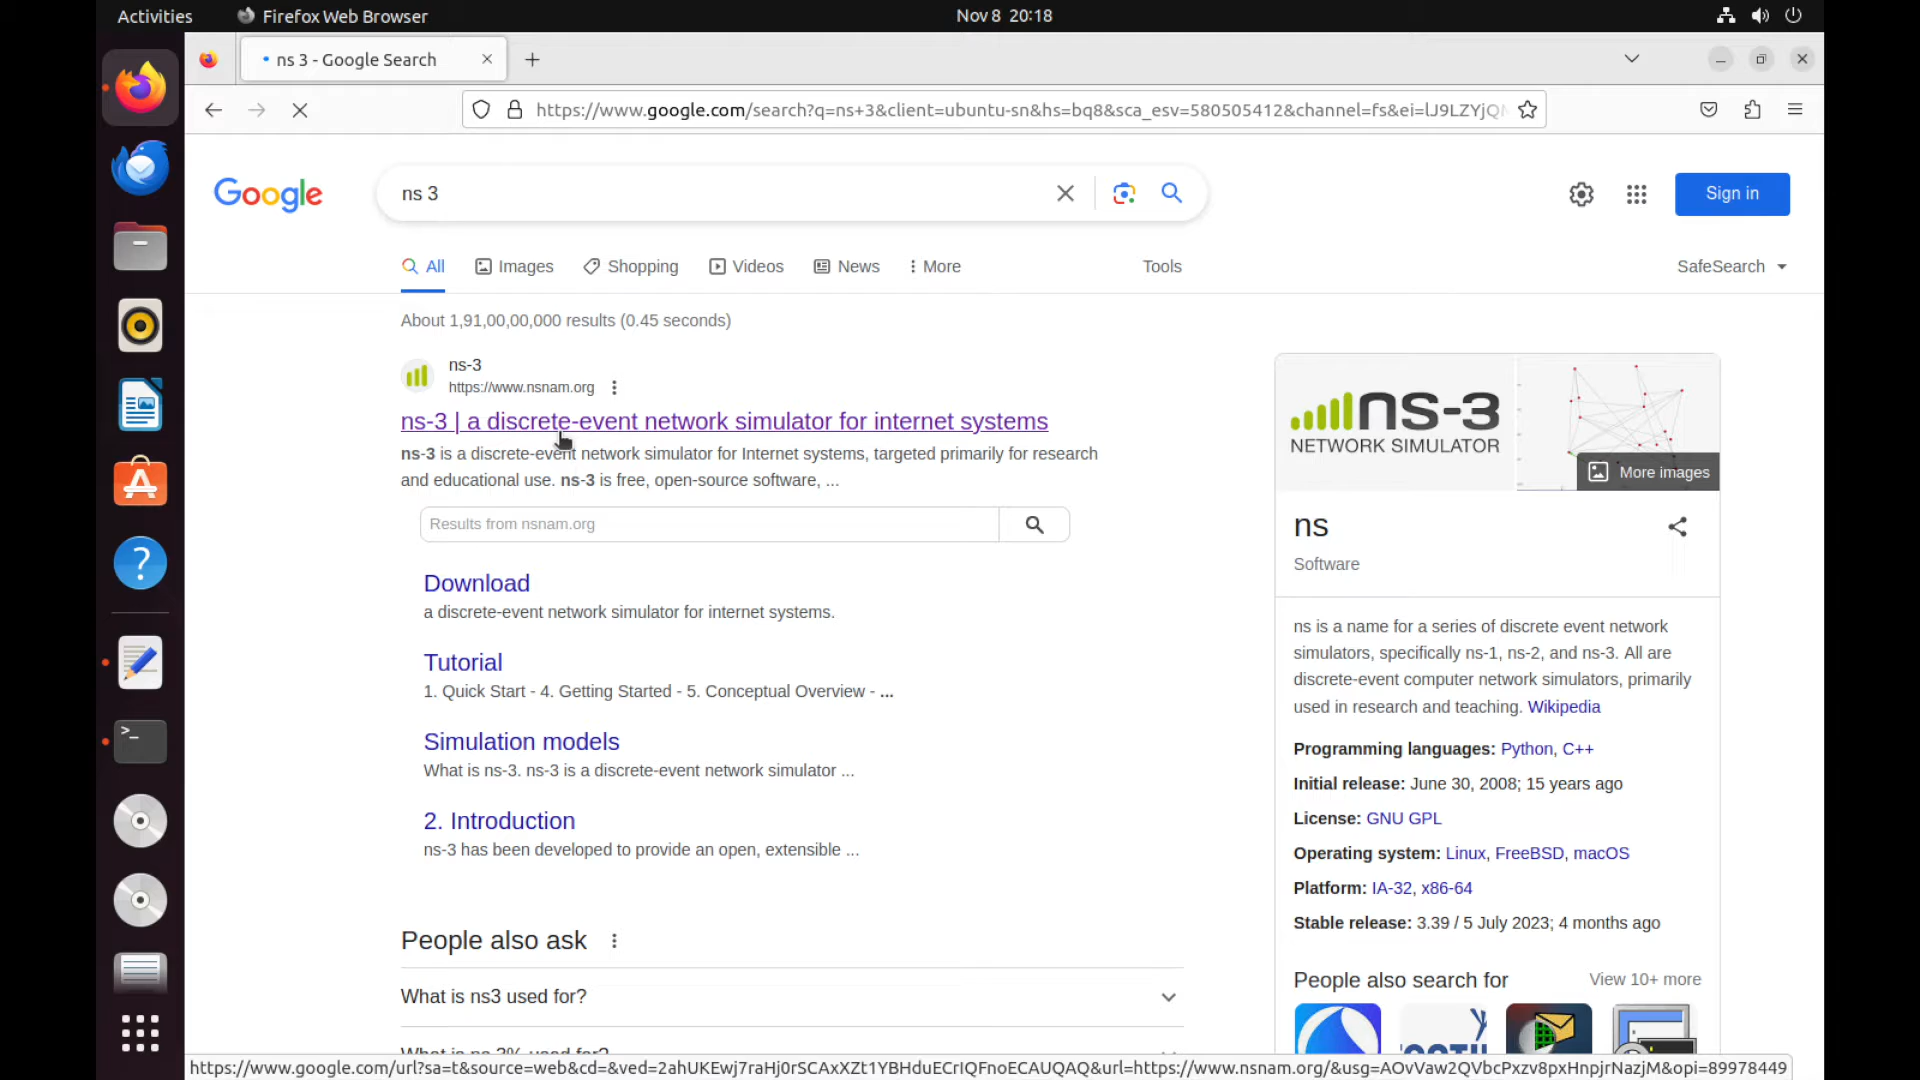 Activities
Firefox Web Browser
Nov 8 20:18
ns 3 - Google Search
https://www.google.com/search?q=ns+3&client=ubuntu-sn&hs=bq8&sca_esv=580505412&channel=fs&ei=lJ9LZYjQ
Google
ns 3
Sign in
All
Images
Shopping
Videos
News
More
Tools
SafeSearch
About 1,91,00,00,000 results (0.45 seconds)
ns-3
https://www.nsnam.org
ns-3 | a discrete-event network simulator for internet systems
ns-3 is a discrete-event network simulator for Internet systems, targeted primarily for research
and educational use. ns-3 is free, open-source software, ...
Results from nsnam.org
Download
a discrete-event network simulator for internet systems.
Tutorial
1. Quick Start - 4. Getting Started - 5. Conceptual Overview - ...
Simulation models
What is ns-3. ns-3 is a discrete-event network simulator ...
2. Introduction
ns-3 has been developed to provide an open, extensible ...
People also ask
What is ns3 used for?
ns-3
NETWORK SIMULATOR
More images
ns
Software
ns is a name for a series of discrete event network
simulators, specifically ns-1, ns-2, and ns-3. All are
discrete-event computer network simulators, primarily
used in research and teaching. Wikipedia
Programming languages: Python, C++
Initial release: June 30, 2008; 15 years ago
License: GNU GPL
Operating system: Linux, FreeBSD, macOS
Platform: IA-32, x86-64
Stable release: 3.39 / 5 July 2023; 4 months ago
People also search for
View 10+ more
https://www.google.com/url?sa=t&source=web&cd=&ved=2ahUKEwj7raHj0rSCAxXZt1YBHduECrIQFnoECAUQAQ&url=https://www.nsnam.org/&usg=AOvVaw2QVbcPxzv8pxHnpjrNazjM&opi=89978449